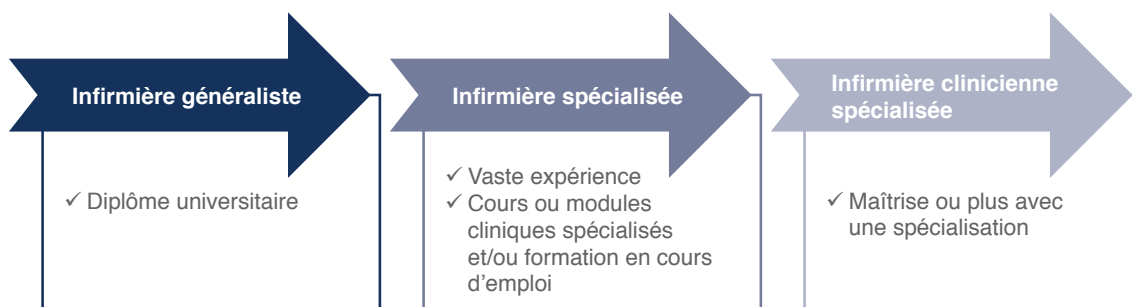 Infirmière généraliste
✓ Diplôme universitaire
Infirmière spécialisée
✓ Vaste expérience
✓ Cours ou modules
cliniques spécialisés
et/ou formation en cours
d’emploi
Infirmière clinicienne
spécialisée
✓ Maîtrise ou plus avec
une spécialisation